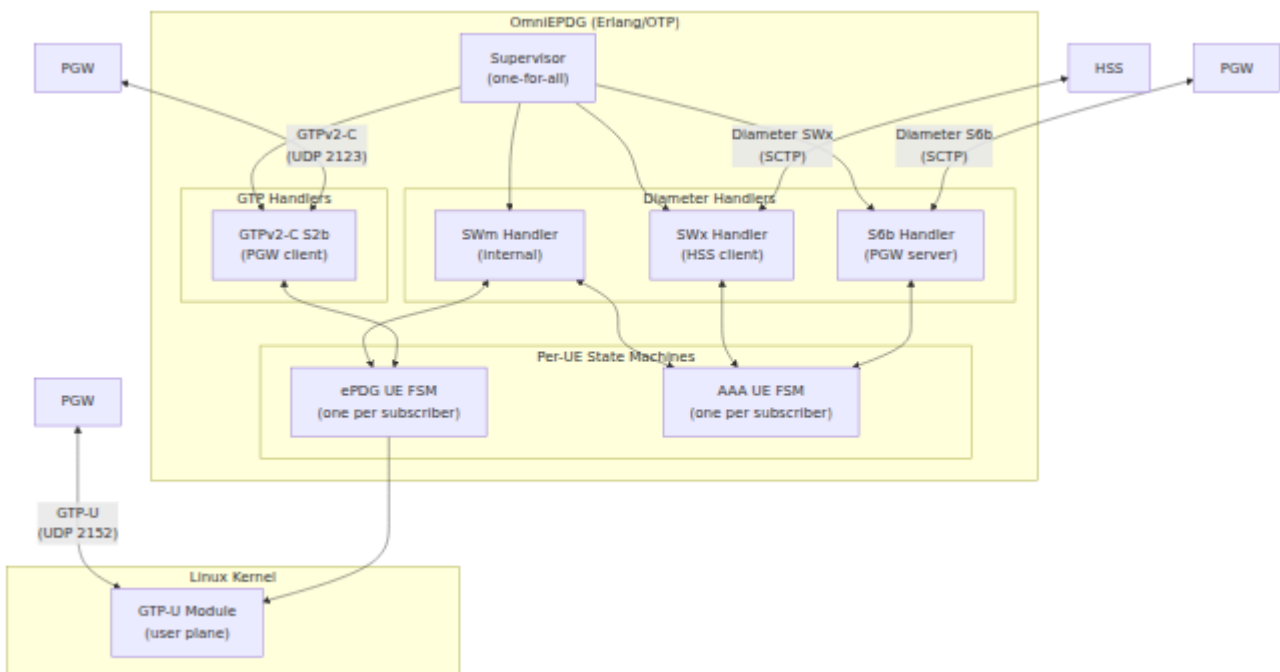 OmniEPDG (Erlang/OTP)
PGW
Supervisor
(one-for-all)
HSS
PGW
GTPv2-C
(UDP 2123)
Diameter SWx
(SCTP)
Diameter S6b
(SCTP)
GTP Handlers
Diameter Handlers
GTPv2-C S2b
(PGW client)
SWm Handler
(internal)
SWx Handler
(HSS client)
S6b Handler
(PGW server)
Per-UE State Machines
ePDG UE FSM
(one per subscriber)
AAA UE FSM
(one per subscriber)
PGW
GTP-U
(UDP 2152)
Linux Kernel
GTP-U Module
(user plane)